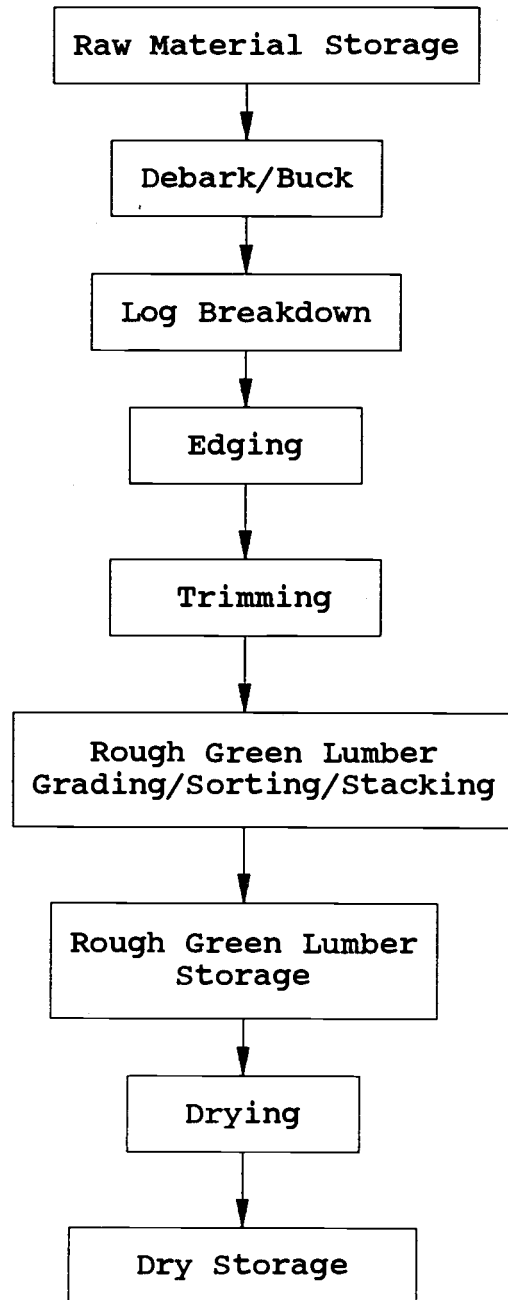 Raw Material Storage
Debark/Buck
Log Breakdown
Edging
Trimming
Rough Green Lumber
Grading/Sorting/Stacking
Rough Green Lumber
Storage
Drying
Dry Storage